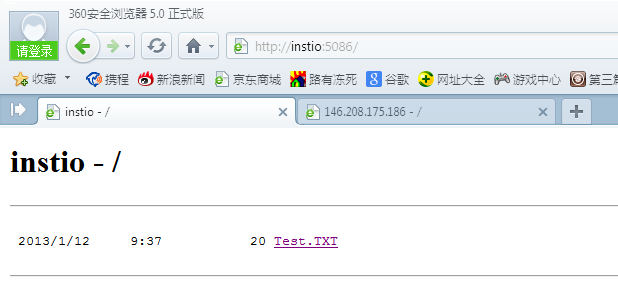 360安全浏览器 5.0 正式版
请登录
http://instio:5086/
收藏 携程 新浪新闻 京东商城 路有冻死 谷歌 网址大全 游戏中心
instio - / 146.208.175.186 - /
instio - /
2013/1/12 9:37 20 Test.TXT